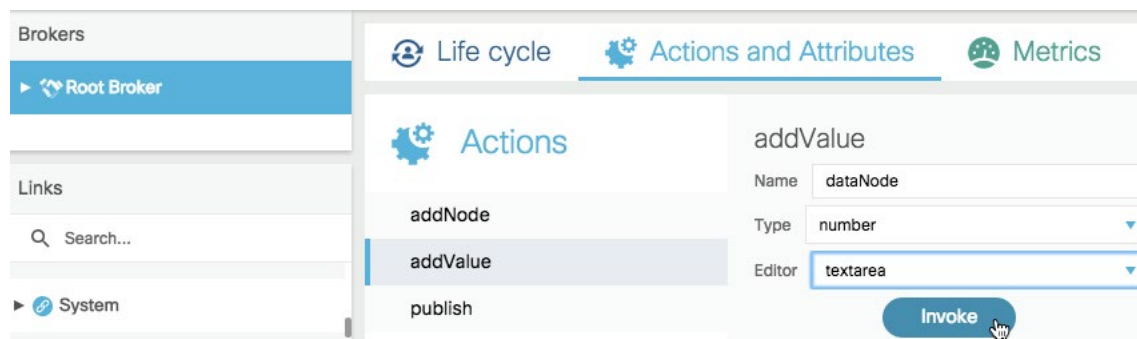 Brokers
Root Broker
Links
Search...
System
Life cycle
Actions and Attributes
Metrics
Actions
addNode
addValue
publish
addValue
Name dataNode
Type number
Editor textarea
Invoke